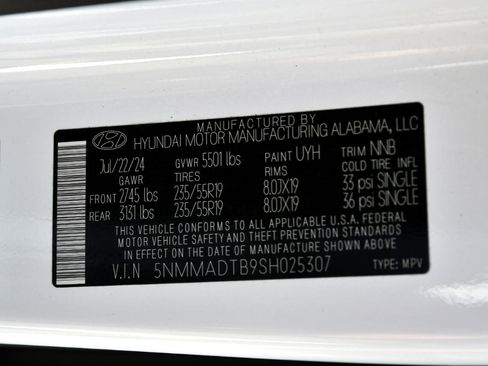 MANUFACTURED BY
HYUNDAI MOTOR MANUFACTURING ALABAMA, LLC
Jul/22/24 GVWR 5501 lbs PAINT UYH TRIM NNB
GAWR TIRES RIMS COLD TIRE INFL
FRONT 2745 lbs 235/55R19 8.0JX19 33 psi SINGLE
REAR 3131 lbs 235/55R19 8.0JX19 36 psi SINGLE
THIS VEHICLE CONFORMS TO ALL APPLICABLE U.S.A. FEDERAL
MOTOR VEHICLE SAFETY AND THEFT PREVENTION STANDARDS
IN EFFECT ON THE DATE OF MANUFACTURE SHOWN ABOVE
V.I.N 5NMMADTB9SH025307 TYPE: MPV